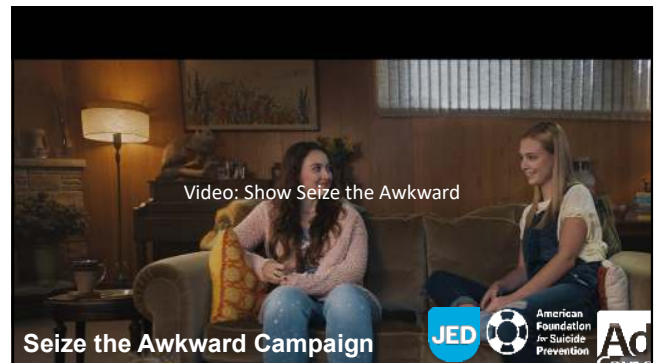 Video: Show Seize the Awkward
Seize the Awkward Campaign
JED
American
Foundation
for Suicide
Prevention
Ad